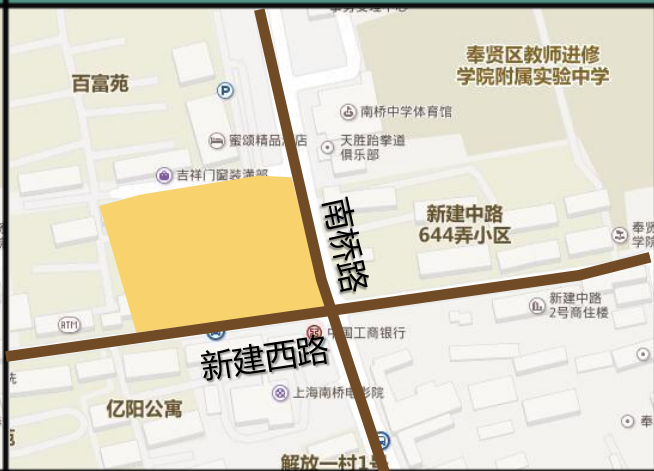 百富苑
奉贤区教师进修
学院附属实验中学
P
南桥中学体育馆
蜜颂精品 店
天胜跆拳道
俱乐部
吉祥门窗装潢部
南桥路
新建中路
644弄小区
奉贤
学院
ATM
新建中路
2号商住楼
中国工商银行
新建西路
上海南桥电影院
亿阳公寓
奉
解放一村1号